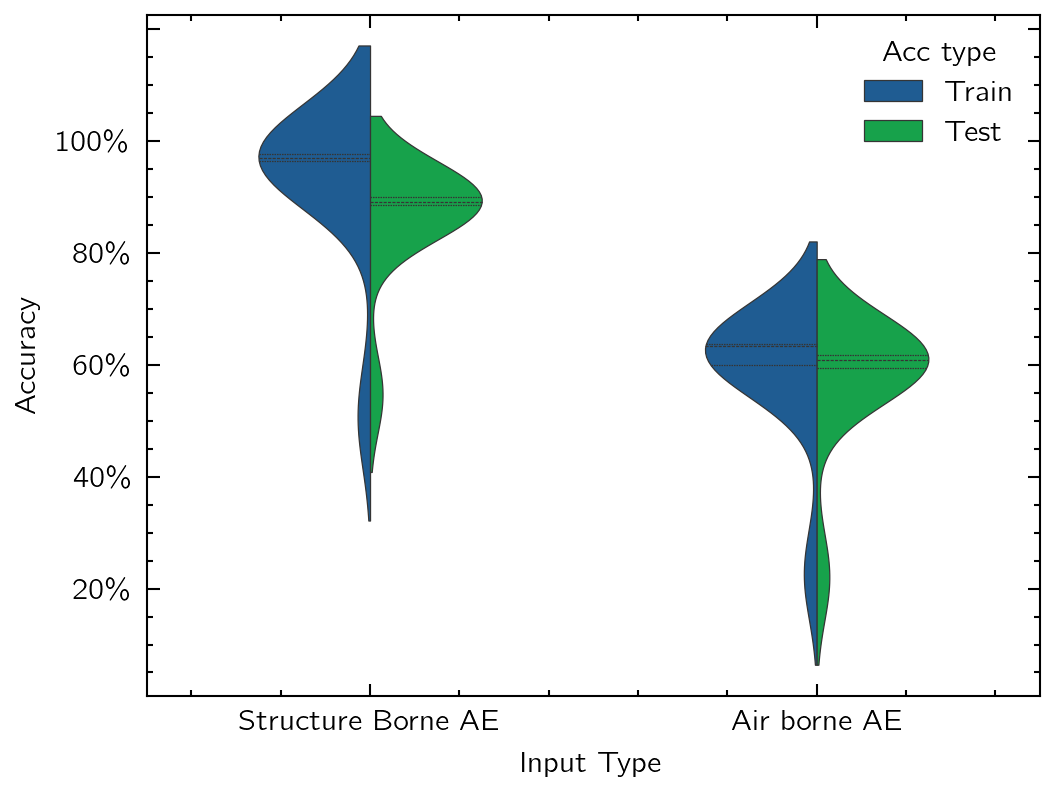 Acc type
Train
Test
100%
80%
60%
40%
20%
Accuracy
Structure Borne AE
Air borne AE
Input Type